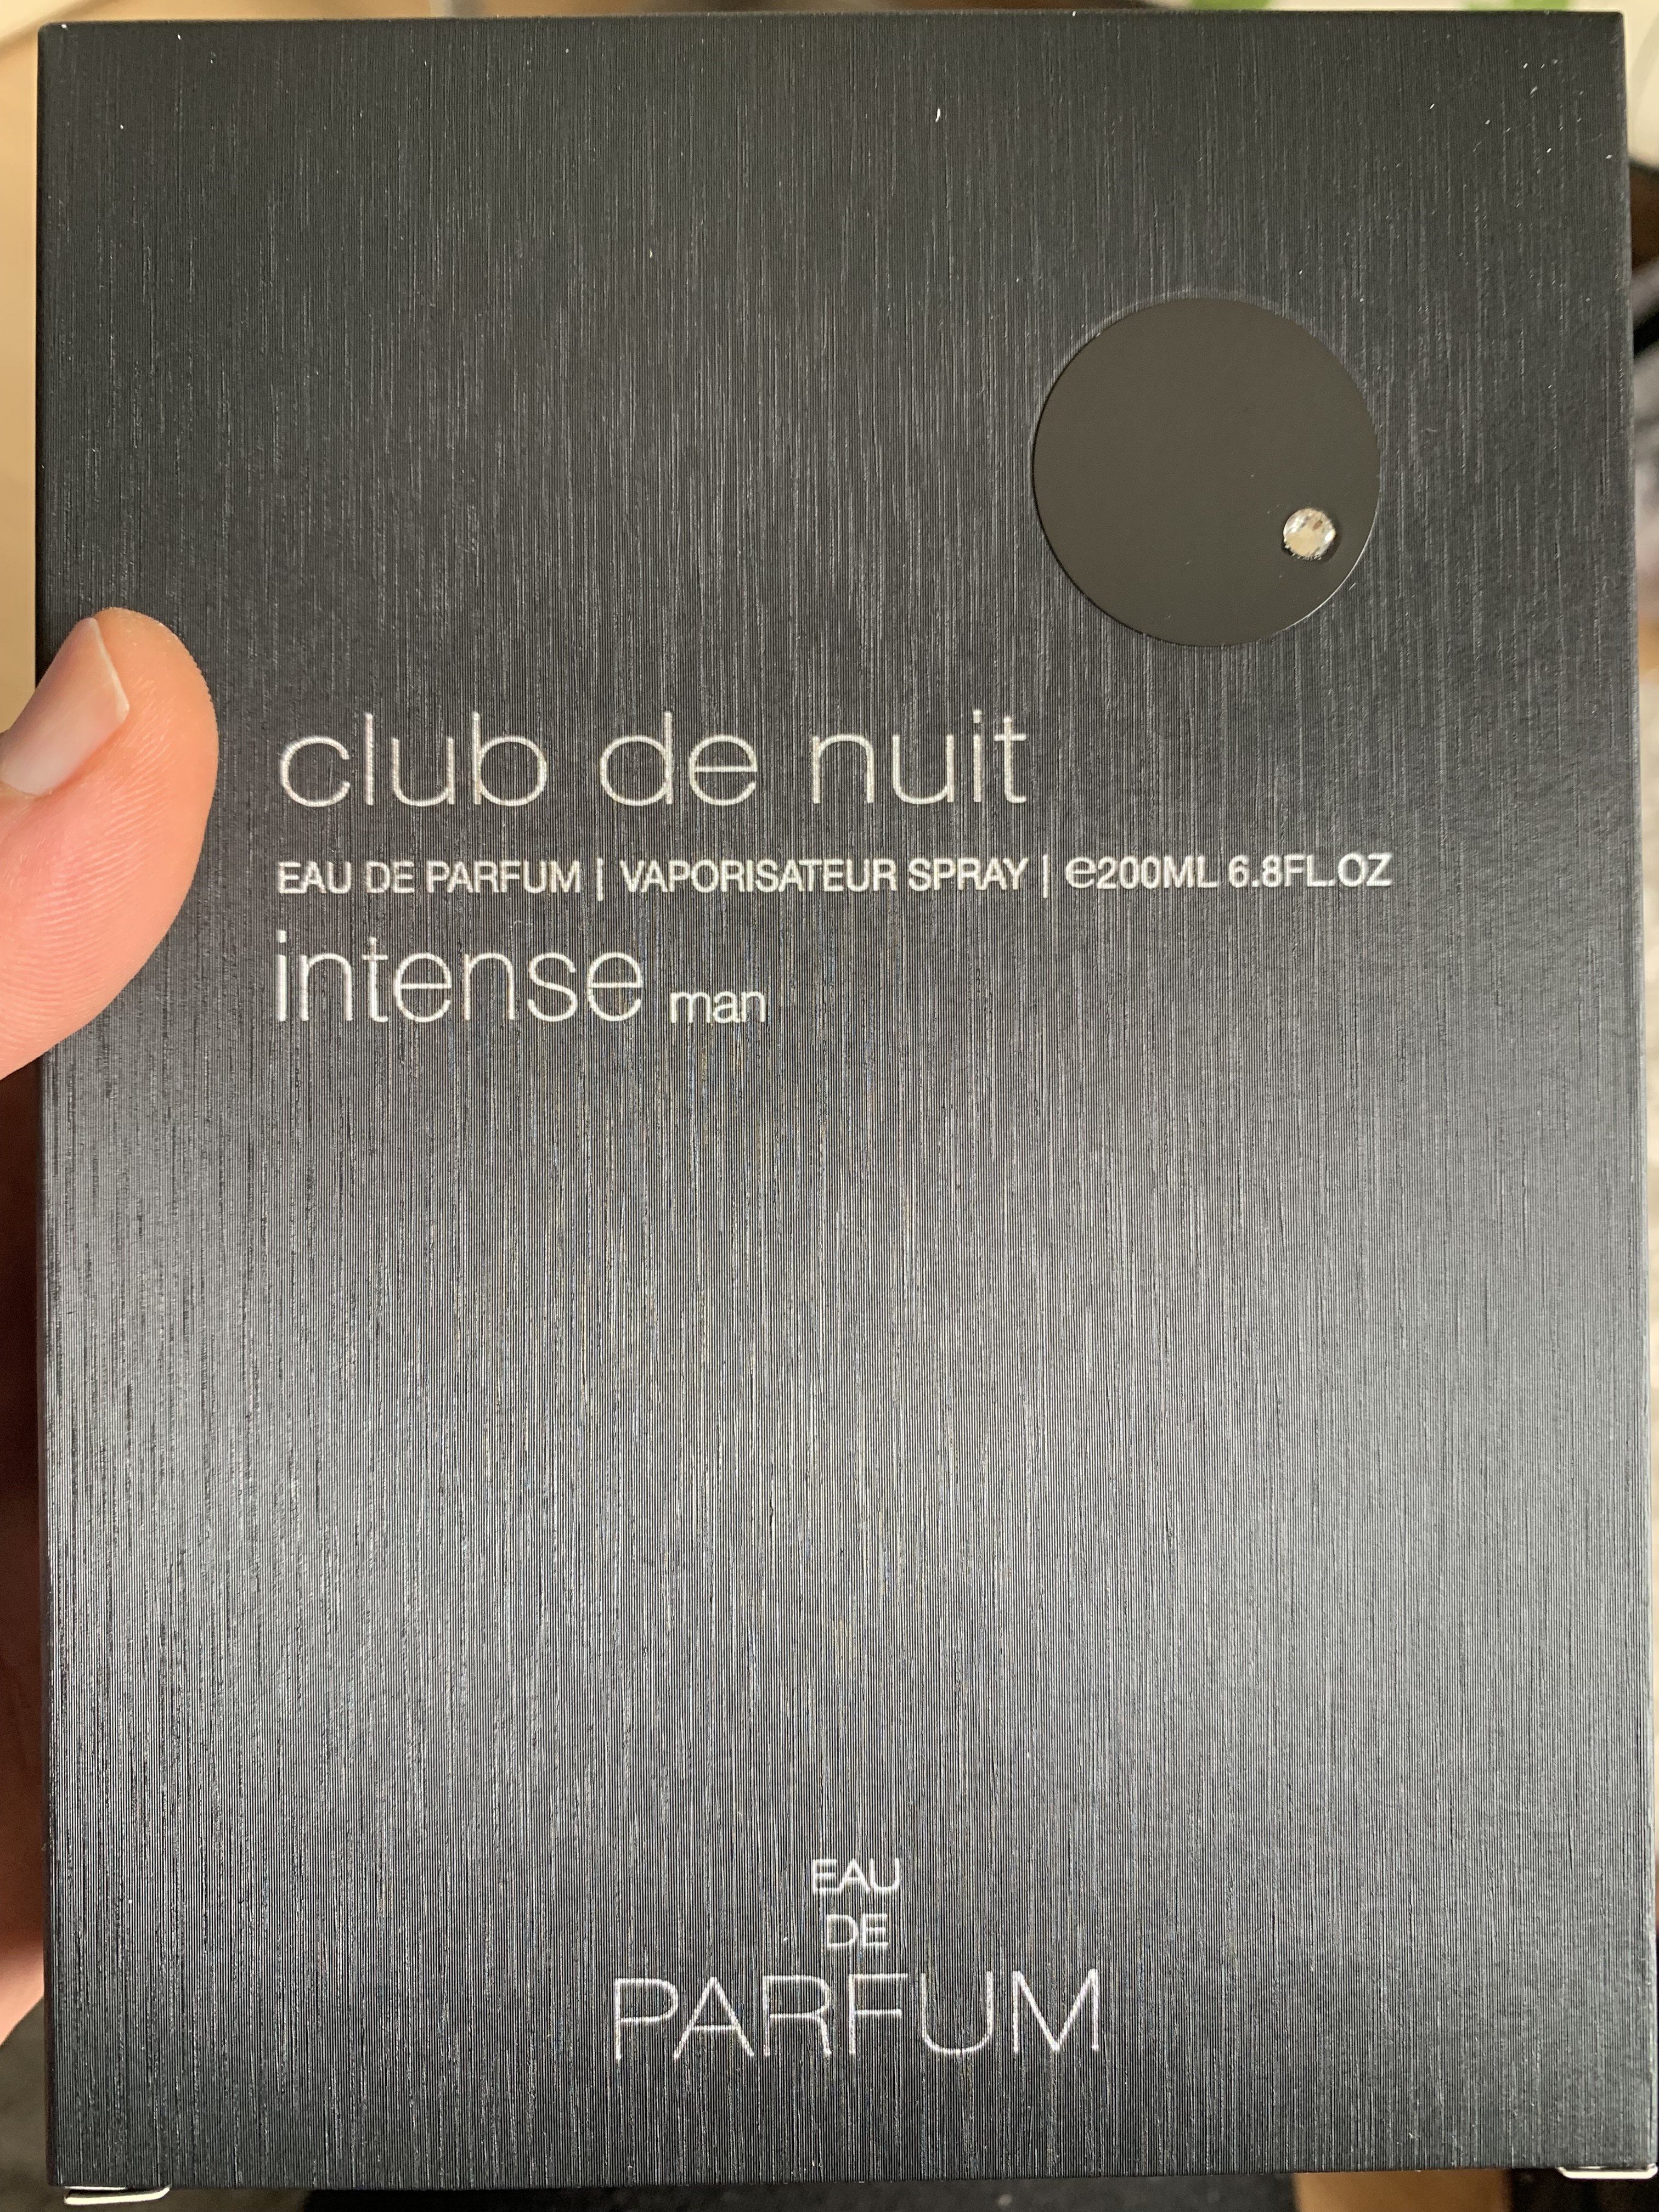 club de nuit
EAU DE PARFUM | VAPORISATEUR SPRAY | ℮200ML 6.8FL.OZ
intense man
EAU
DE
PARFUM